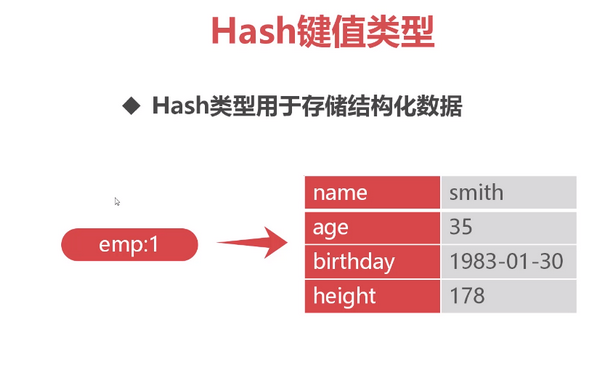 Hash键值类型
◆ Hash类型用于存储结构化数据
emp:1
name smith
age 35
birthday 1983-01-30
height 178